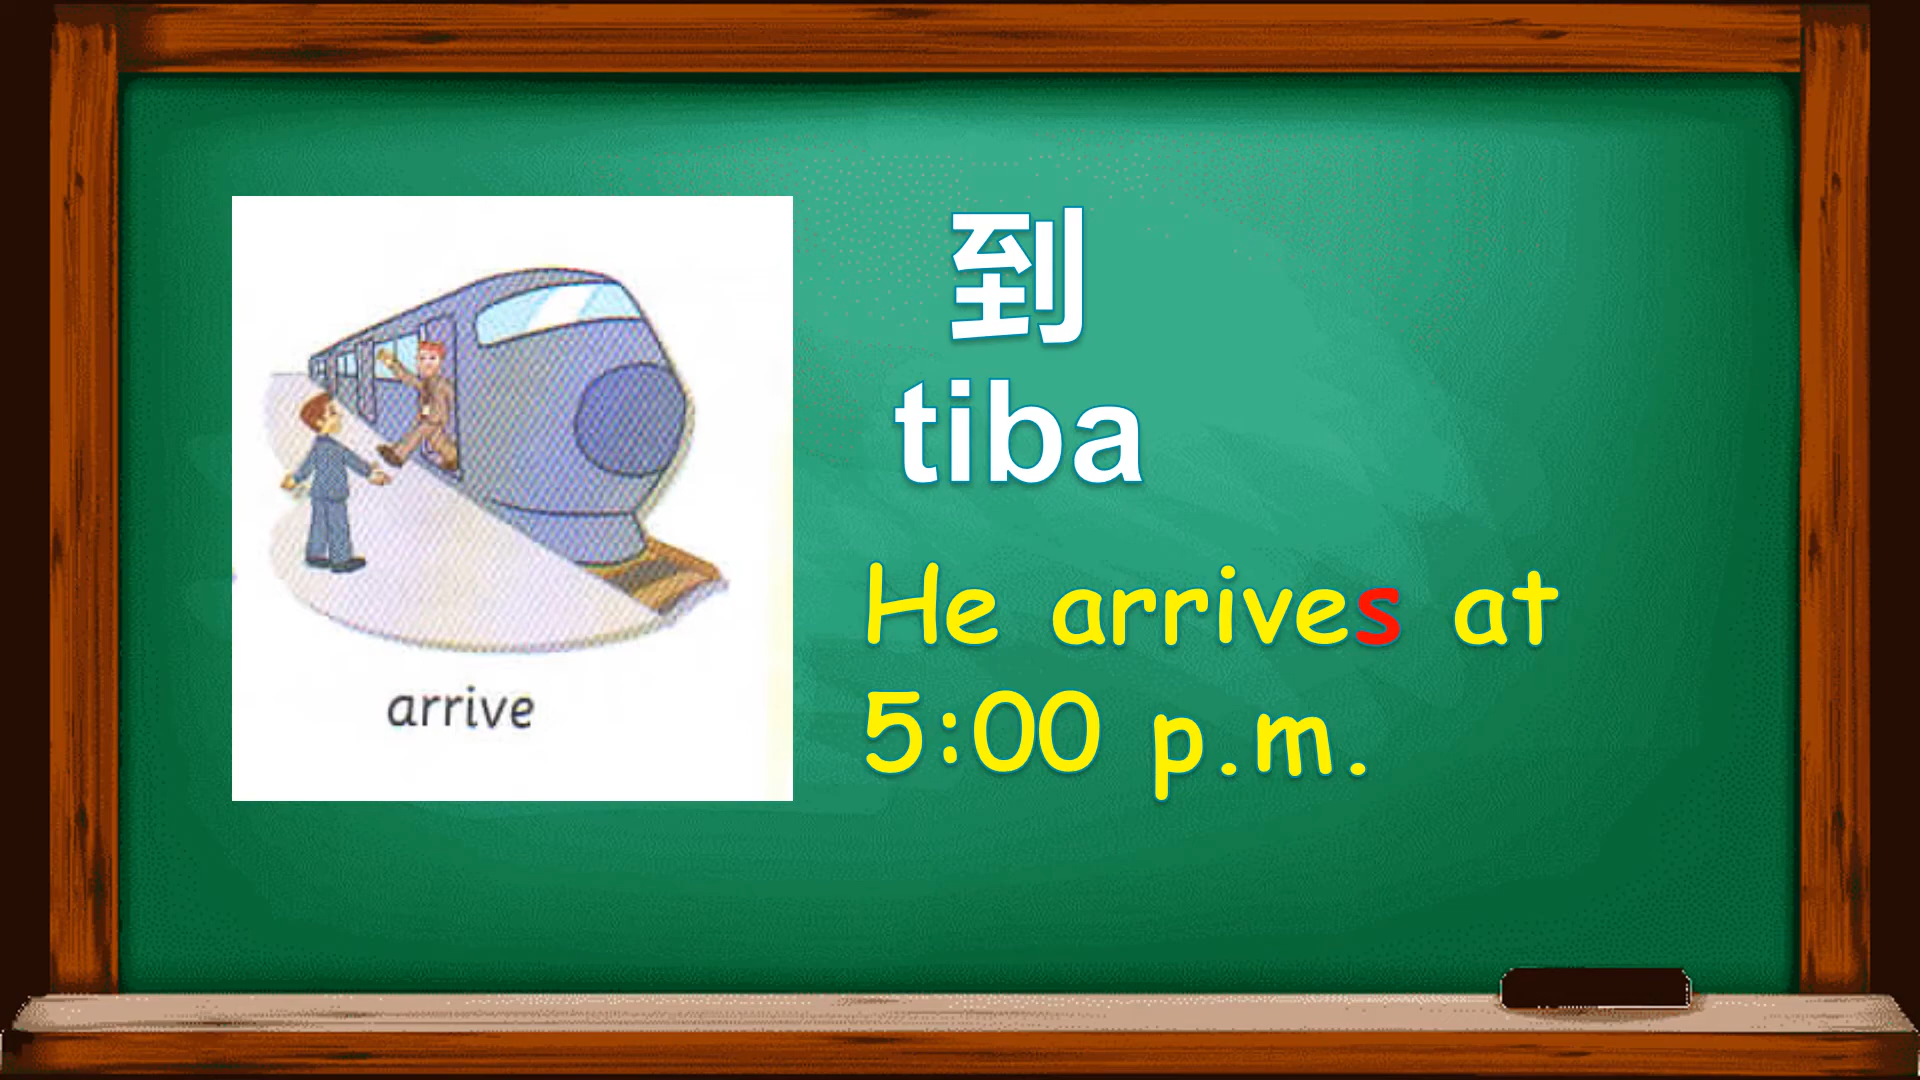 到
tiba
He arrives at
5:00 p.m.
arrive